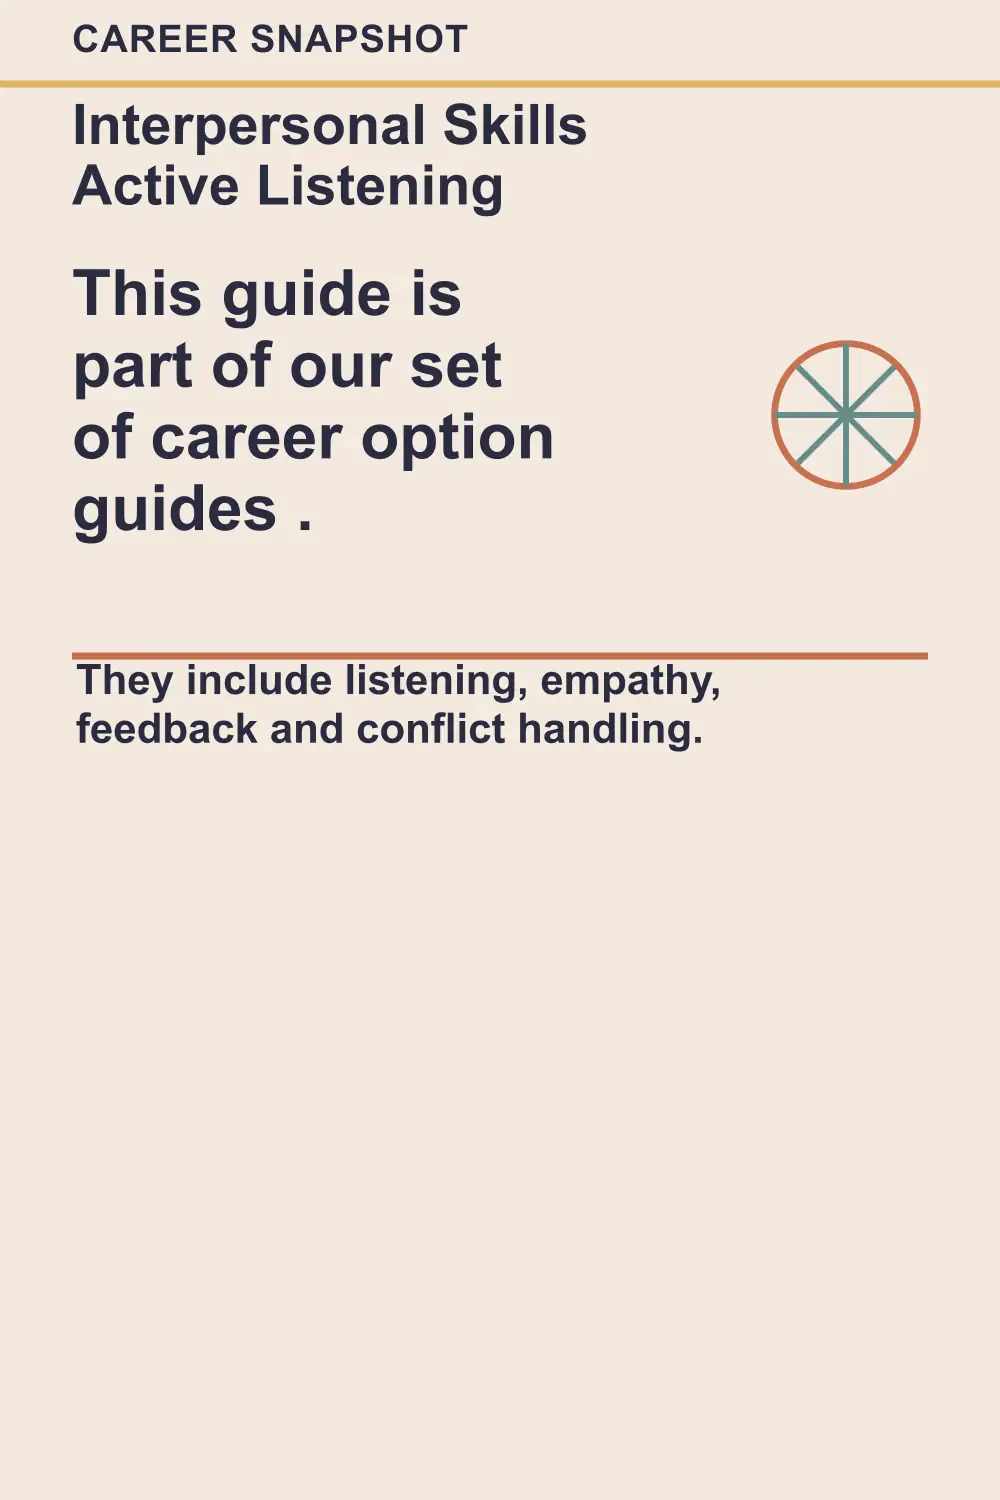 CAREER SNAPSHOT
Interpersonal Skills
Active Listening
This guide is
part of our set
of career option
guides .
They include listening, empathy,
feedback and conflict handling.